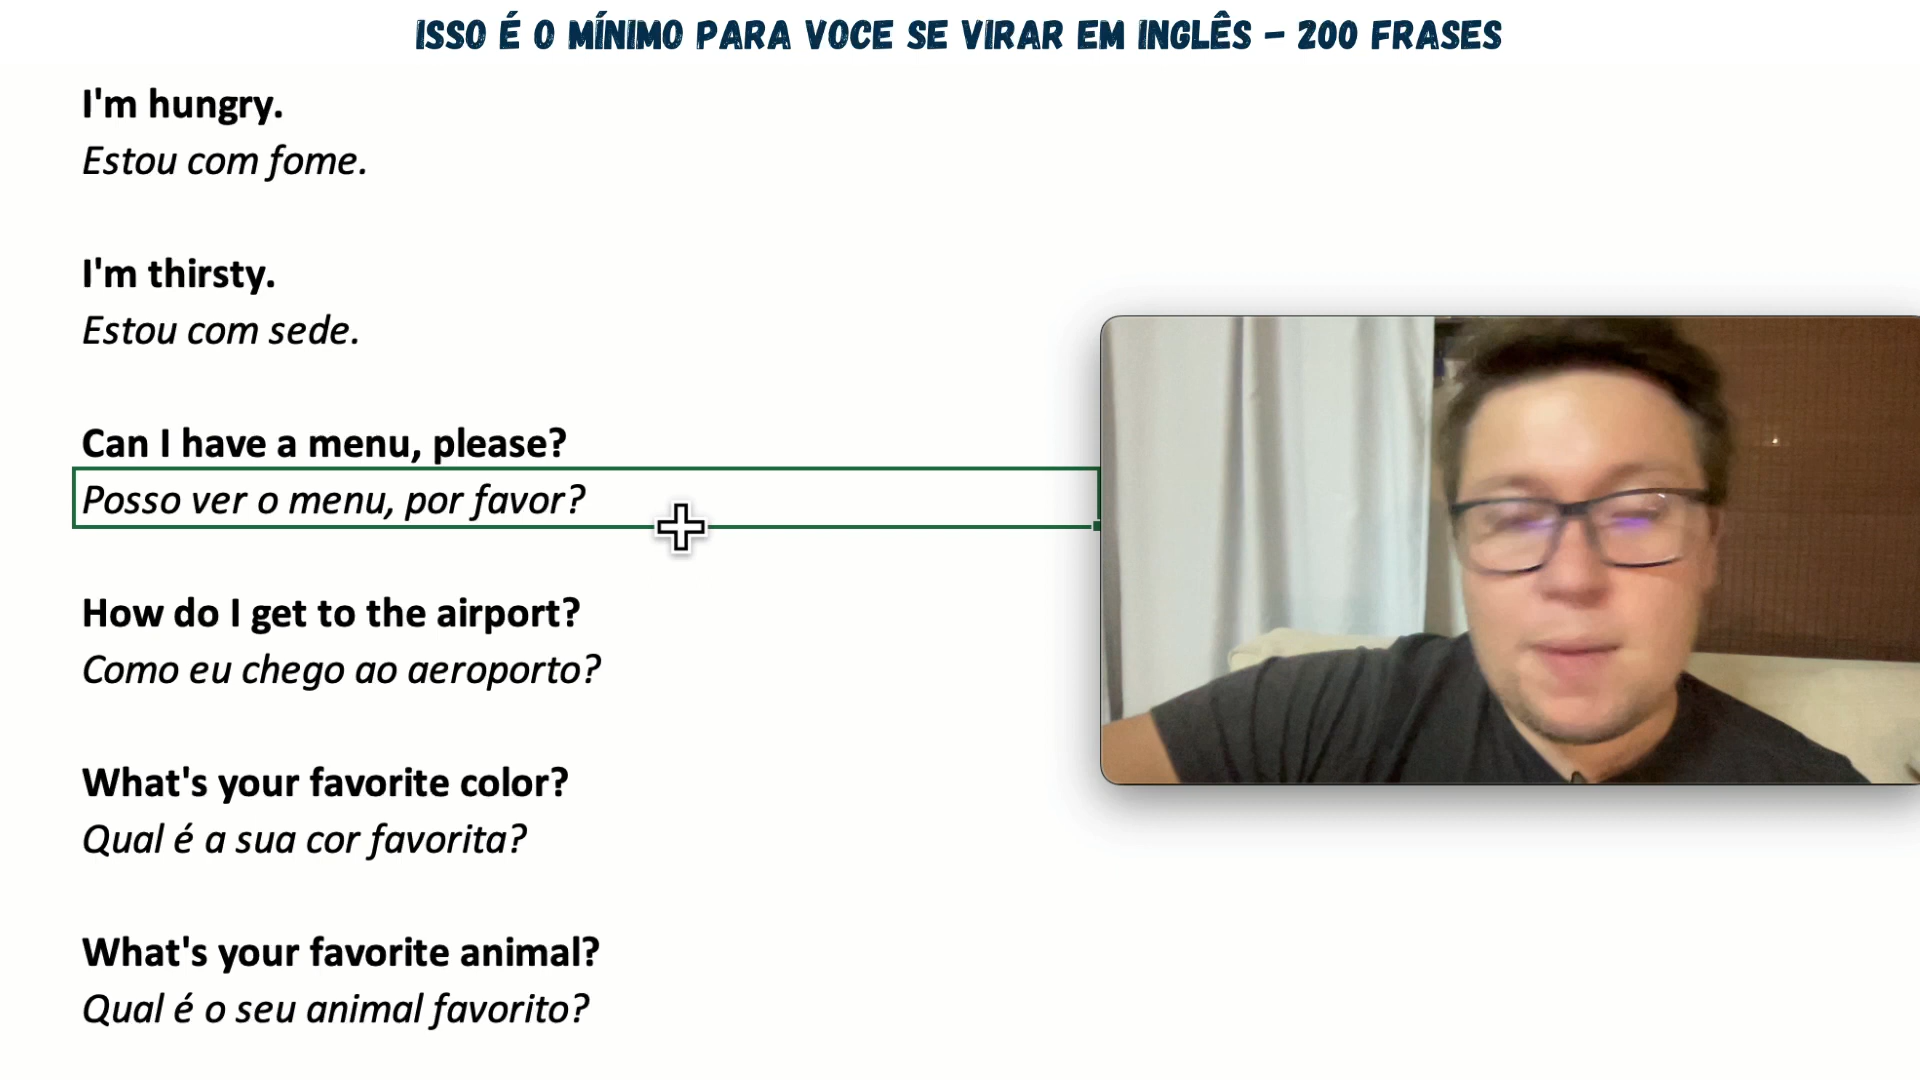 ISSO É O MÍNIMO PARA VOCE SE VIRAR EM INGLÊS – 200 FRASES
I'm hungry.
Estou com fome.
I'm thirsty.
Estou com sede.
Can I have a menu, please?
Posso ver o menu, por favor?
How do I get to the airport?
Como eu chego ao aeroporto?
What's your favorite color?
Qual é a sua cor favorita?
What's your favorite animal?
Qual é o seu animal favorito?